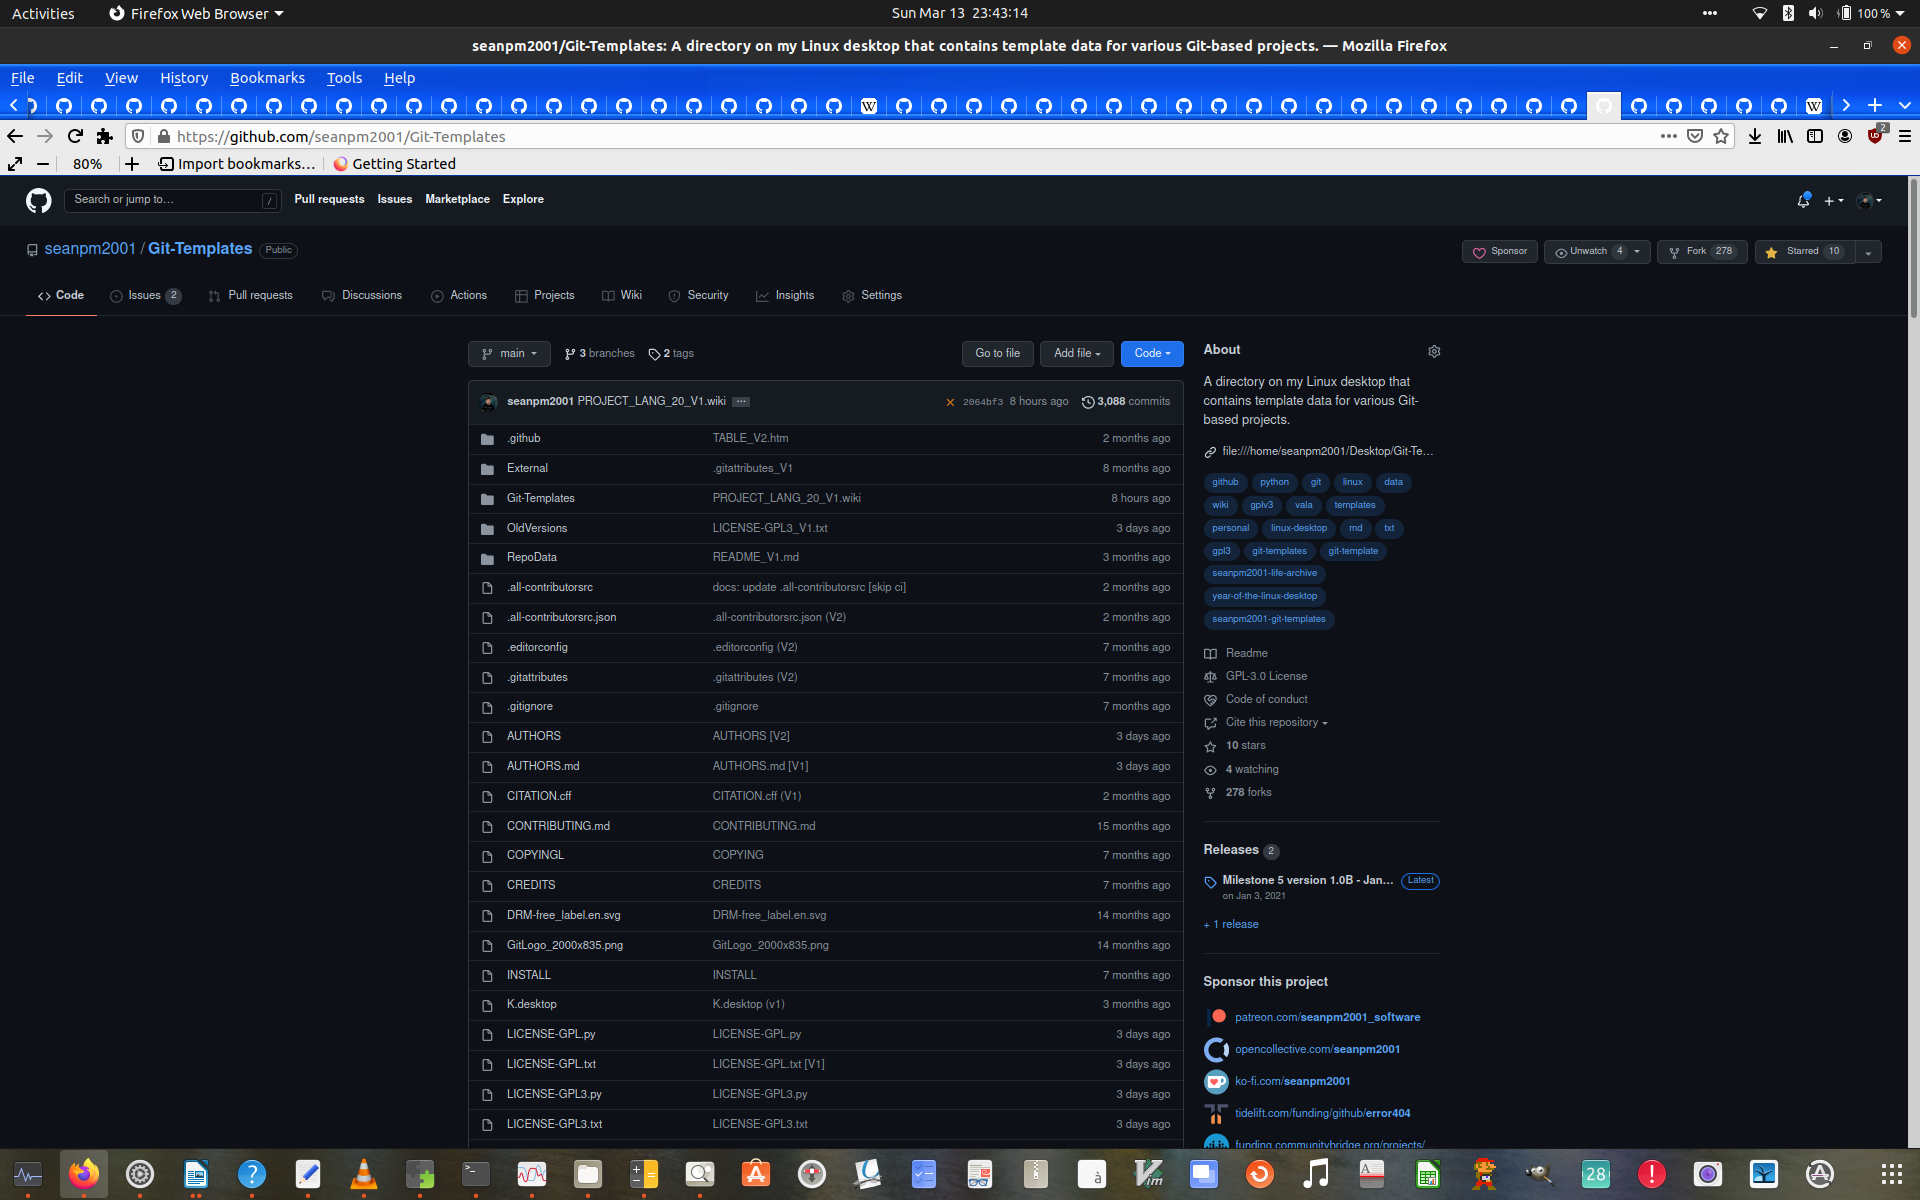 Activities Firefox Web Browser Sun Mar 13 23:43:14 100 %
seanpm2001/Git-Templates: A directory on my Linux desktop that contains template data for various Git-based projects. — Mozilla Firefox
File Edit View History Bookmarks Tools Help
https://github.com/seanpm2001/Git-Templates 2
80% Import bookmarks... Getting Started
Search or jump to... / Pull requests Issues Marketplace Explore
seanpm2001 / Git-Templates Public Sponsor Unwatch 4 Fork 278 Starred 10
Code Issues 2 Pull requests Discussions Actions Projects Wiki Security Insights Settings
main 3 branches 2 tags Go to file Add file Code
seanpm2001 PROJECT_LANG_20_V1.wiki 2064bf3 8 hours ago 3,088 commits
.github TABLE_V2.htm 2 months ago
External .gitattributes_V1 8 months ago
Git-Templates PROJECT_LANG_20_V1.wiki 8 hours ago
OldVersions LICENSE-GPL3_V1.txt 3 days ago
RepoData README_V1.md 3 months ago
.all-contributorsrc docs: update .all-contributorsrc [skip ci] 2 months ago
.all-contributorsrc.json .all-contributorsrc.json (V2) 2 months ago
.editorconfig .editorconfig (V2) 7 months ago
.gitattributes .gitattributes (V2) 7 months ago
.gitignore .gitignore 7 months ago
AUTHORS AUTHORS [V2] 3 days ago
AUTHORS.md AUTHORS.md [V1] 3 days ago
CITATION.cff CITATION.cff (V1) 2 months ago
CONTRIBUTING.md CONTRIBUTING.md 15 months ago
COPYINGL COPYING 7 months ago
CREDITS CREDITS 7 months ago
DRM-free_label.en.svg DRM-free_label.en.svg 14 months ago
GitLogo_2000x835.png GitLogo_2000x835.png 14 months ago
INSTALL INSTALL 7 months ago
K.desktop K.desktop (v1) 3 months ago
LICENSE-GPL.py LICENSE-GPL.py 3 days ago
LICENSE-GPL.txt LICENSE-GPL.txt [V1] 3 days ago
LICENSE-GPL3.py LICENSE-GPL3.py 3 days ago
LICENSE-GPL3.txt LICENSE-GPL3.txt 3 days ago
About
A directory on my Linux desktop that
contains template data for various Git-
based projects.
file:///home/seanpm2001/Desktop/Git-Te...
github python git linux data
wiki gplv3 vala templates
personal linux-desktop md txt
gpl3 git-templates git-template
seanpm2001-life-archive
year-of-the-linux-desktop
seanpm2001-git-templates
Readme
GPL-3.0 License
Code of conduct
Cite this repository
10 stars
4 watching
278 forks
Releases 2
Milestone 5 version 1.0B - Jan... Latest
on Jan 3, 2021
+ 1 release
Sponsor this project
patreon.com/seanpm2001_software
opencollective.com/seanpm2001
ko-fi.com/seanpm2001
tidelift.com/funding/github/error404
funding.communitybridge.org/projects/
28